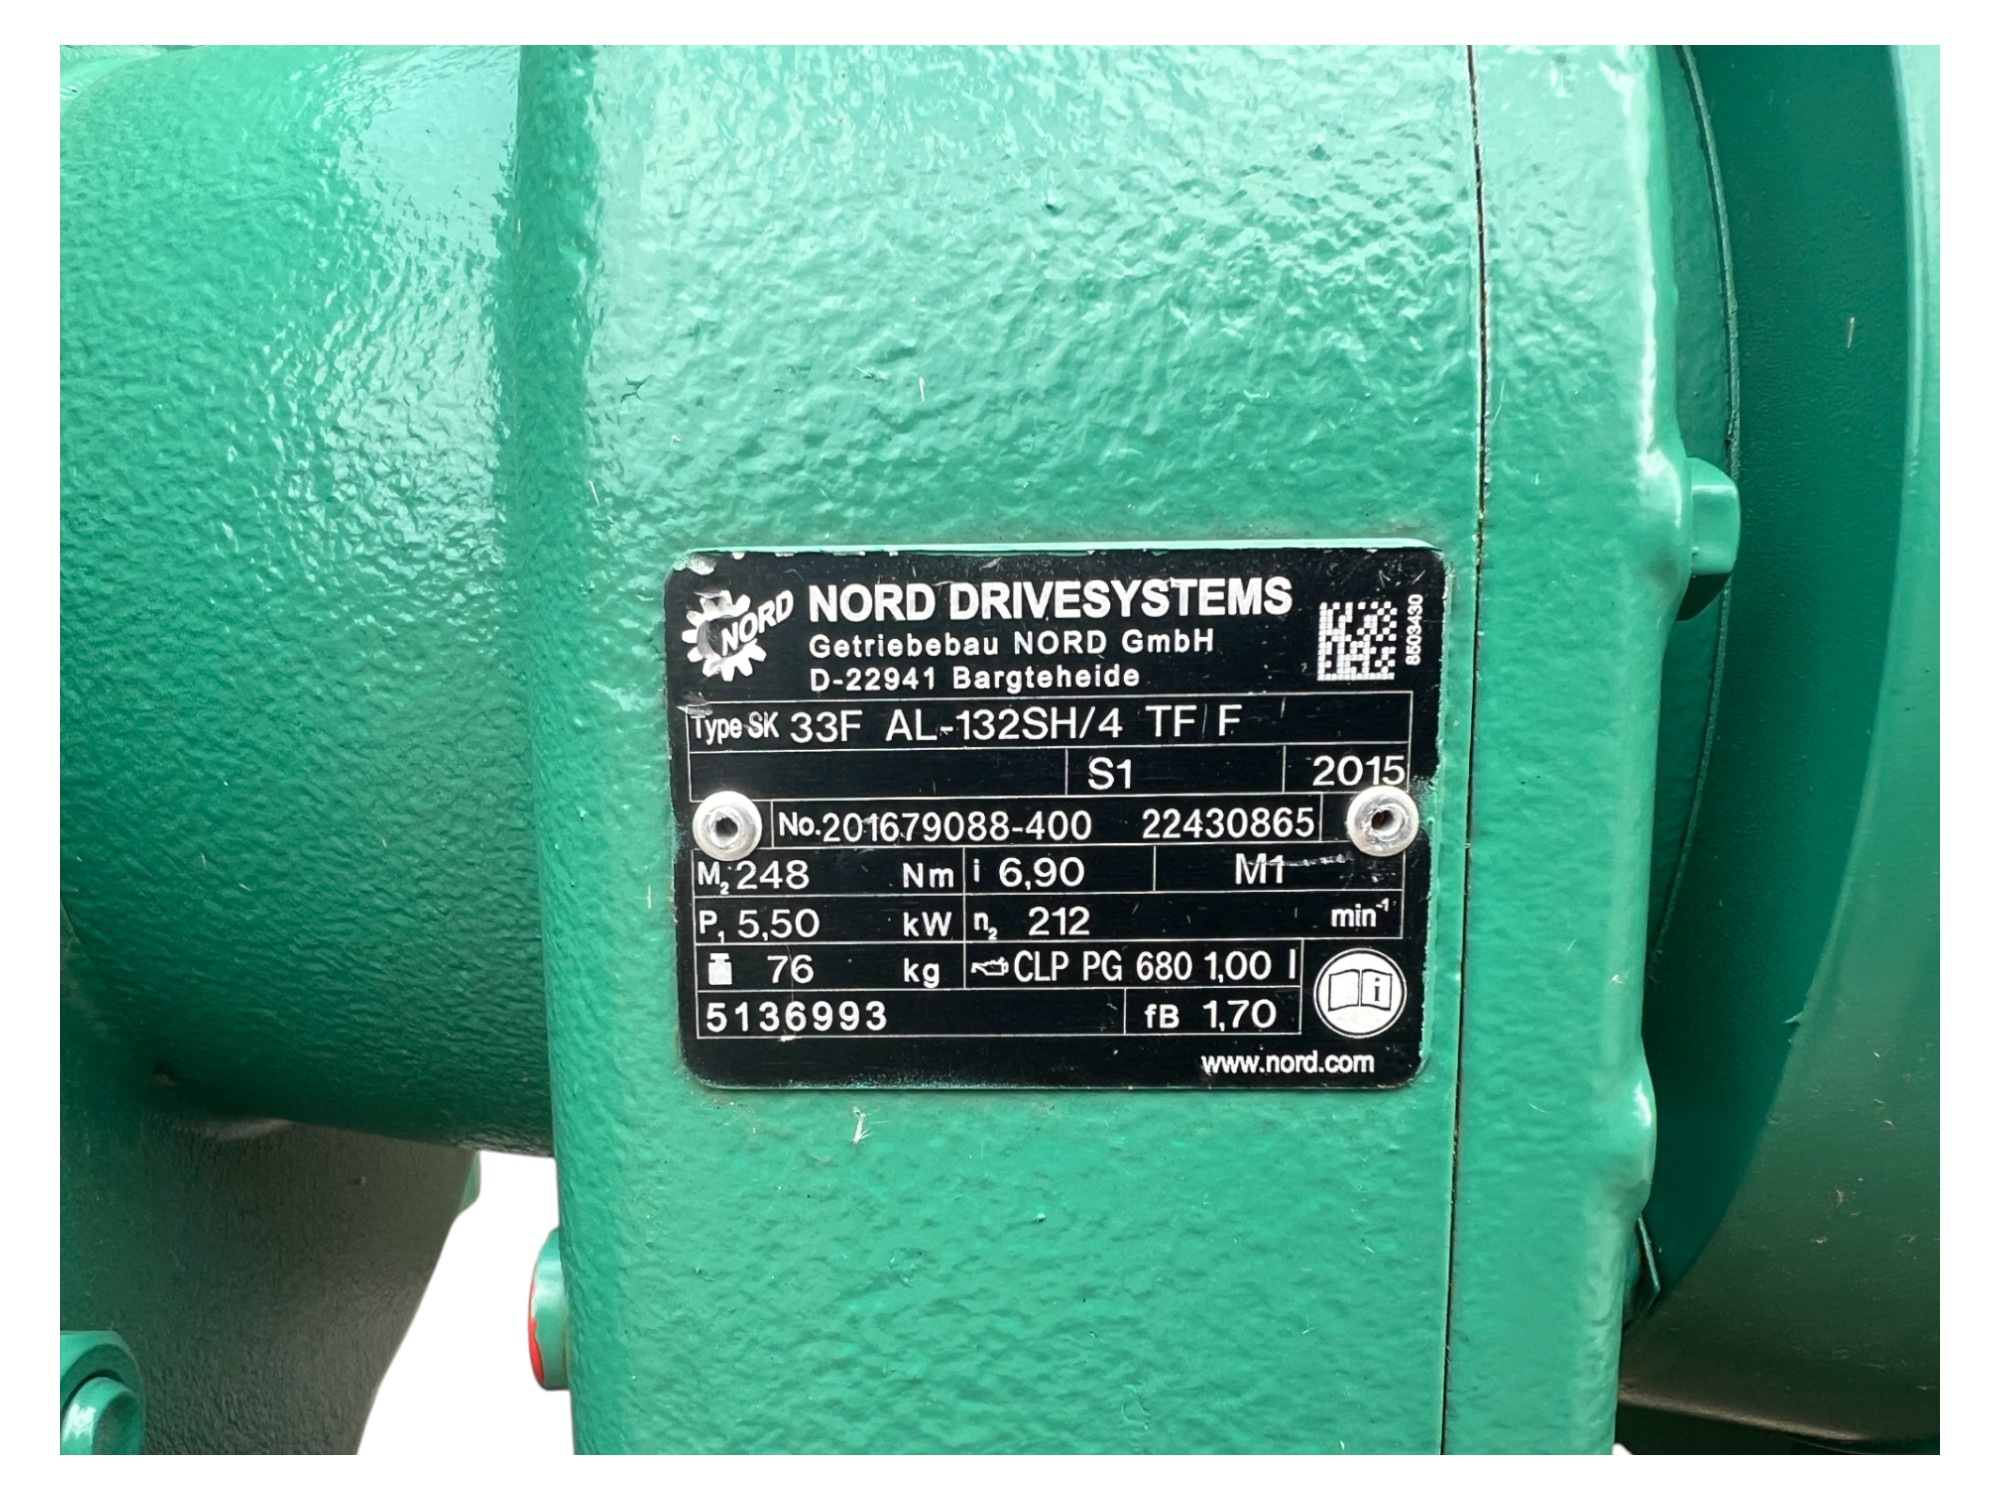 NORD
NORD DRIVESYSTEMS
Getriebebau NORD GmbH
D-22941 Bargteheide
8503430
Type SK 33F AL-132SH/4 TF F
S1 2015
No. 201679088-400 22430865
M₂ 248 Nm i 6,90 M1
P₁ 5,50 kW n₂ 212 min⁻¹
76 kg CLP PG 680 1,00 l
5136993 fB 1,70
i
www.nord.com